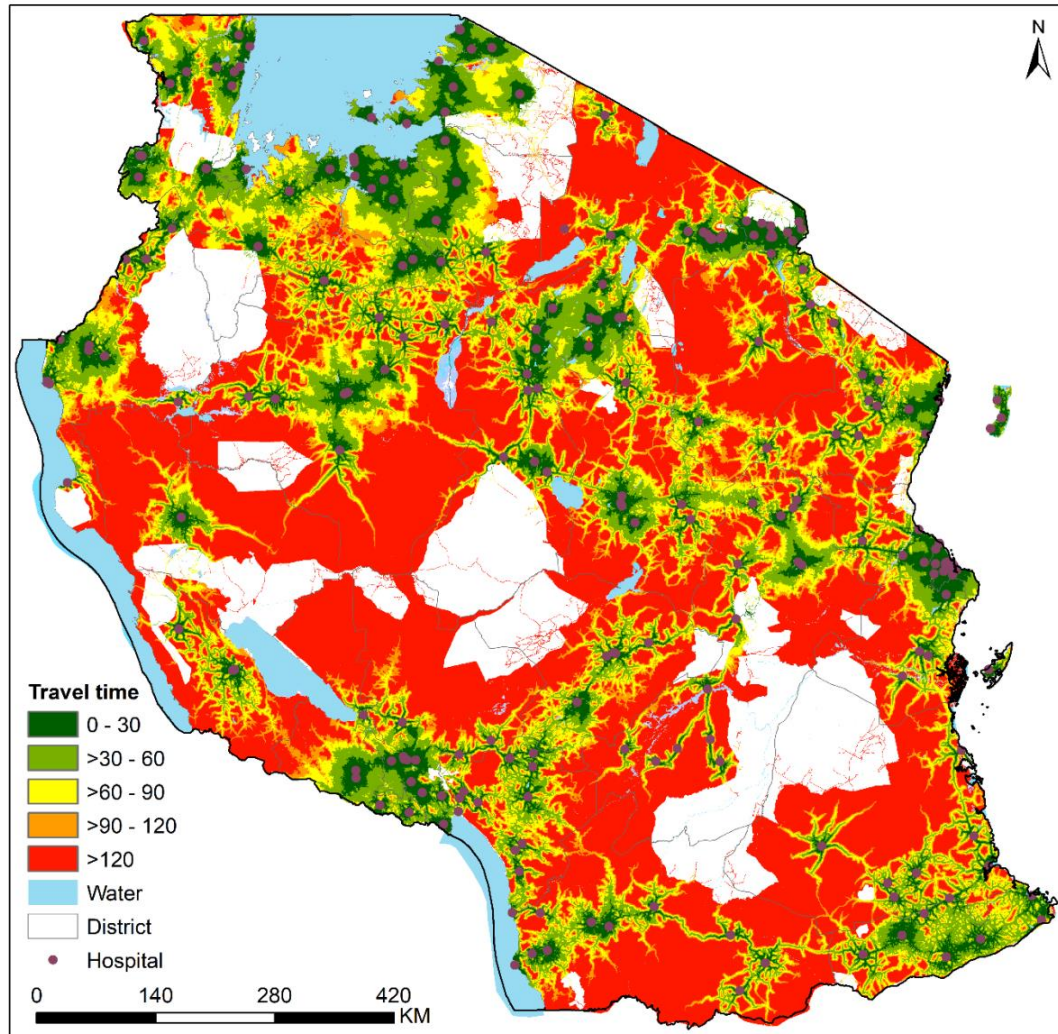 N
Travel time
0 - 30
>30 - 60
>60 - 90
>90 - 120
>120
Water
District
Hospital
0 140 280 420
KM